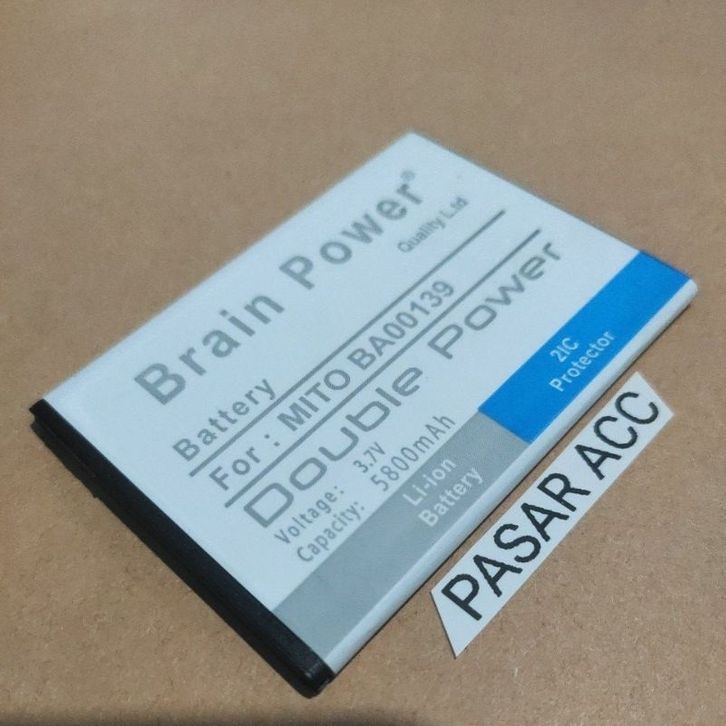 Brain Power®
Quality Ltd
Battery
For : MITO BA00139
Double Power
Voltage: 3.7V
Capacity: 5800mAh
Li-ion
Battery
2IC
Protector
PASAR ACC